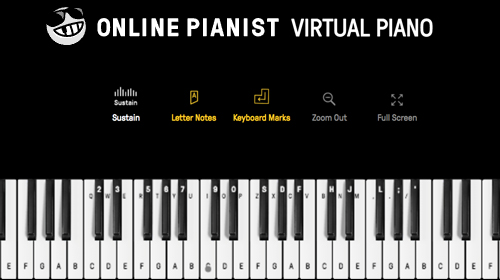 ONLINE PIANIST VIRTUAL PIANO
Sustain
Sustain Letter Notes Keyboard Marks Zoom Out Full Screen
2 3 5 6 7 9 0 S D F H J L ; '
Q W E R
E F G A B C D E F G A B C D E F G A B C D E F G A B C D E